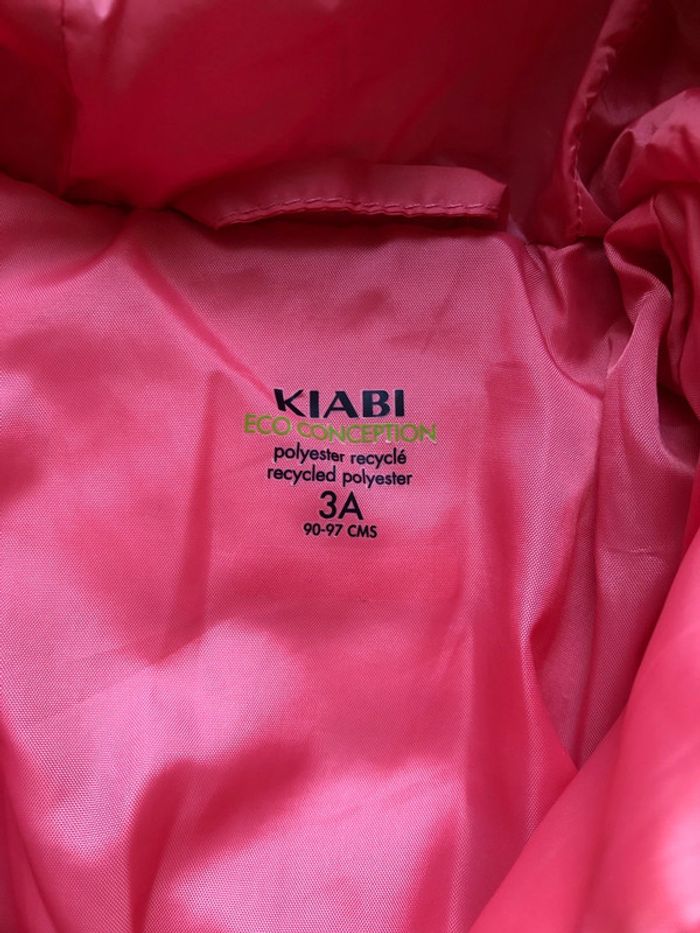 KIABI
ECO CONCEPTION
polyester recyclé
recycled polyester
3A
90-97 CMS